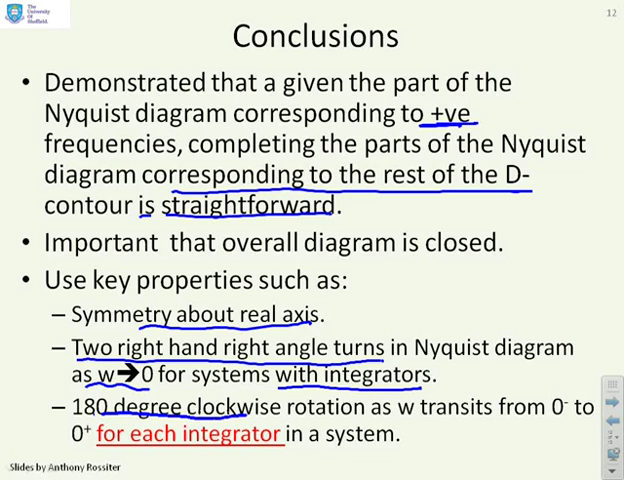 The
University
Of
Sheffield.
12
Conclusions
• Demonstrated that a given the part of the
Nyquist diagram corresponding to +ve
frequencies, completing the parts of the Nyquist
diagram corresponding to the rest of the D-
contour is straightforward.
• Important that overall diagram is closed.
• Use key properties such as:
– Symmetry about real axis.
– Two right hand right angle turns in Nyquist diagram
as w➔0 for systems with integrators.
– 180 degree clockwise rotation as w transits from 0⁻ to
0⁺ for each integrator in a system.
Slides by Anthony Rossiter